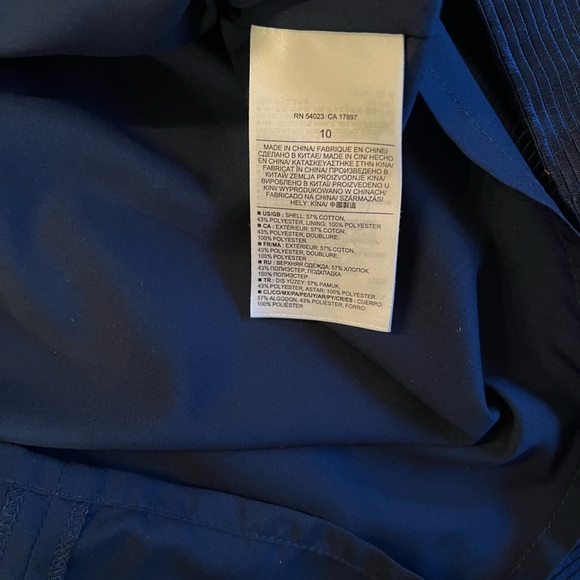 RN 54023 CA 17897
10
MADE IN CHINA/ FABRIQUE EN CHINE/
СДЕЛАНО В КИТАЕ/ MADE IN CIN/ HECHO
EN CHINA/ ΚΑΤΑΣΚΕΥΑΣΤΗΚΕ ΣΤΗΝ ΚΙΝΑ/
FABRICAT ÎN CHINA/ ПРОИЗВЕДЕНО В
КИТАЙ/ ZEMLJA PROIZVODNJE KINA/
ВИРОБЛЕНО В КИТАЇ/ VYROBENO V
KIN/ WYPRODUKOWANO W CHINACH/
FABRICADO NA CHINA/ SZÁRMAZÁSI
HELY: KÍNA/ 中國製造
US/GB : SHELL: 57% COTTON,
43% POLYESTER, LINING: 100% POLYESTER
CA : EXTÉRIEUR: 57% COTON,
43% POLYESTER, DOUBLURE:
100% POLYESTER
FR/MA : EXTÉRIEUR: 57% COTON,
43% POLYESTER, DOUBLURE:
100% POLYESTER
RU : ВЕРХНЯЯ ОДЕЖДА: 57% ХЛОПОК,
43% ПОЛИЭСТЕР, ПОДКЛАДКА:
100% ПОЛИЭСТЕР
TR : DIŞ YÜZEY: 57% PAMUK,
43% POLYESTER, ASTAR: 100% POLYESTER
CL/CO/MX/PA/PE/UY/AR/PY/CR/ES : CUERPO:
57% ALGODON, 43% POLIÉSTER, FORRO:
100% POLIÉSTER